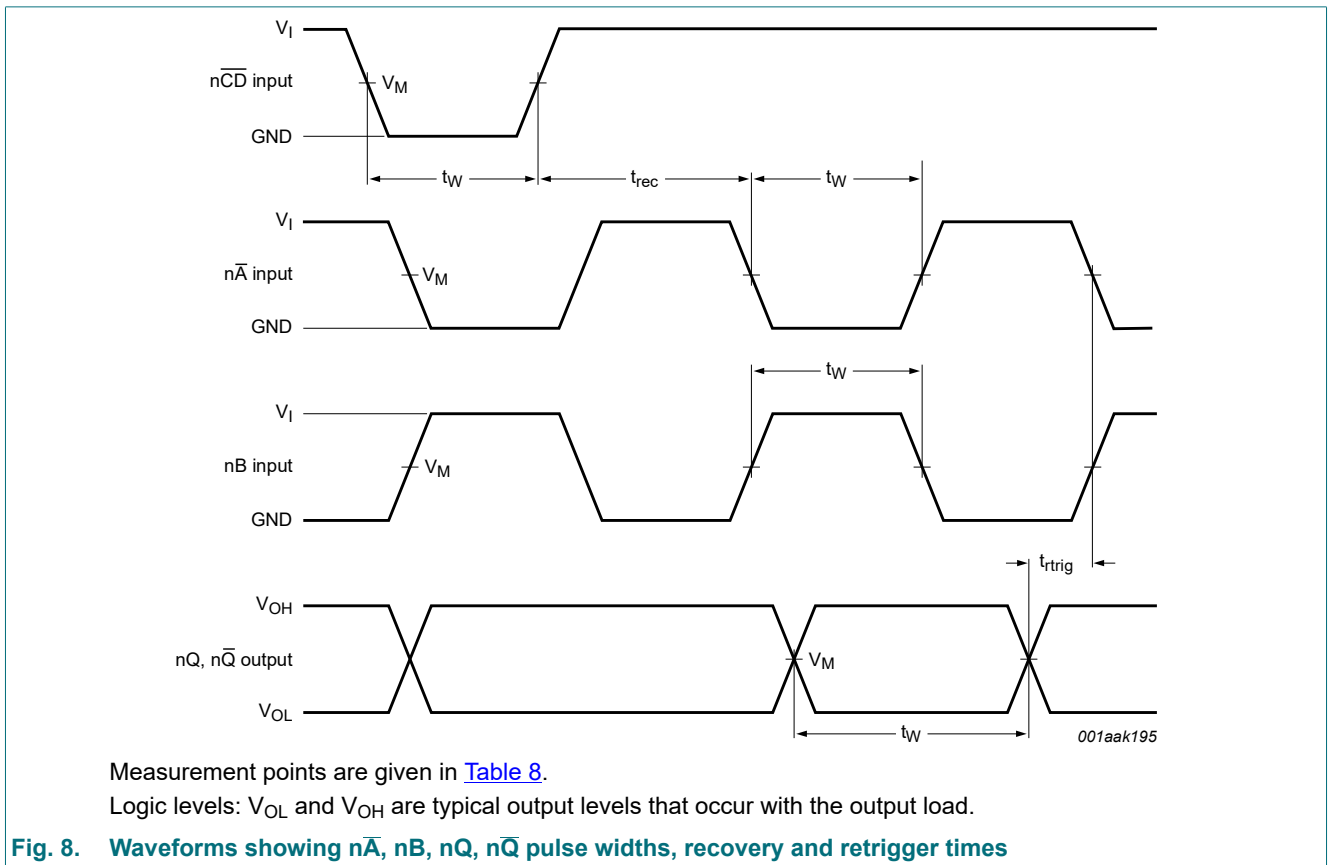 V_I
nC̅D̅ input
V_M
GND
t_W t_rec t_W
V_I
nA̅ input
V_M
GND
t_W
V_I
nB input
V_M
GND
t_rtrig
V_OH
nQ, nQ̅ output
V_M
V_OL
t_W
001aak195
Measurement points are given in Table 8.
Logic levels: V_OL and V_OH are typical output levels that occur with the output load.
Fig. 8. Waveforms showing nA̅, nB, nQ, nQ̅ pulse widths, recovery and retrigger times